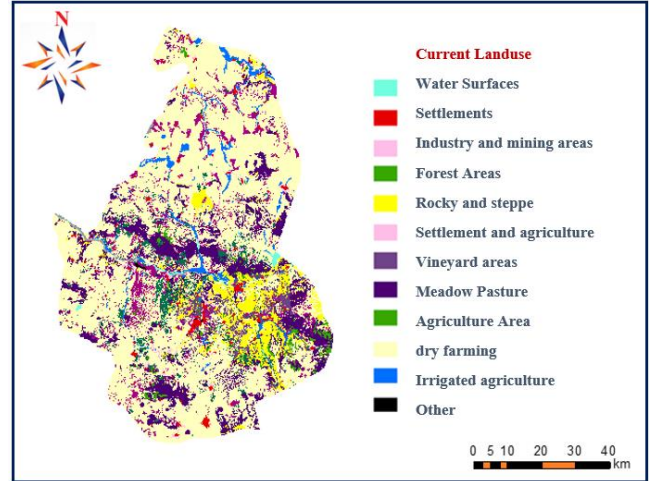 N
Current Landuse
Water Surfaces
Settlements
Industry and mining areas
Forest Areas
Rocky and steppe
Settlement and agriculture
Vineyard areas
Meadow Pasture
Agriculture Area
dry farming
Irrigated agriculture
Other
0 5 10 20 30 40
km